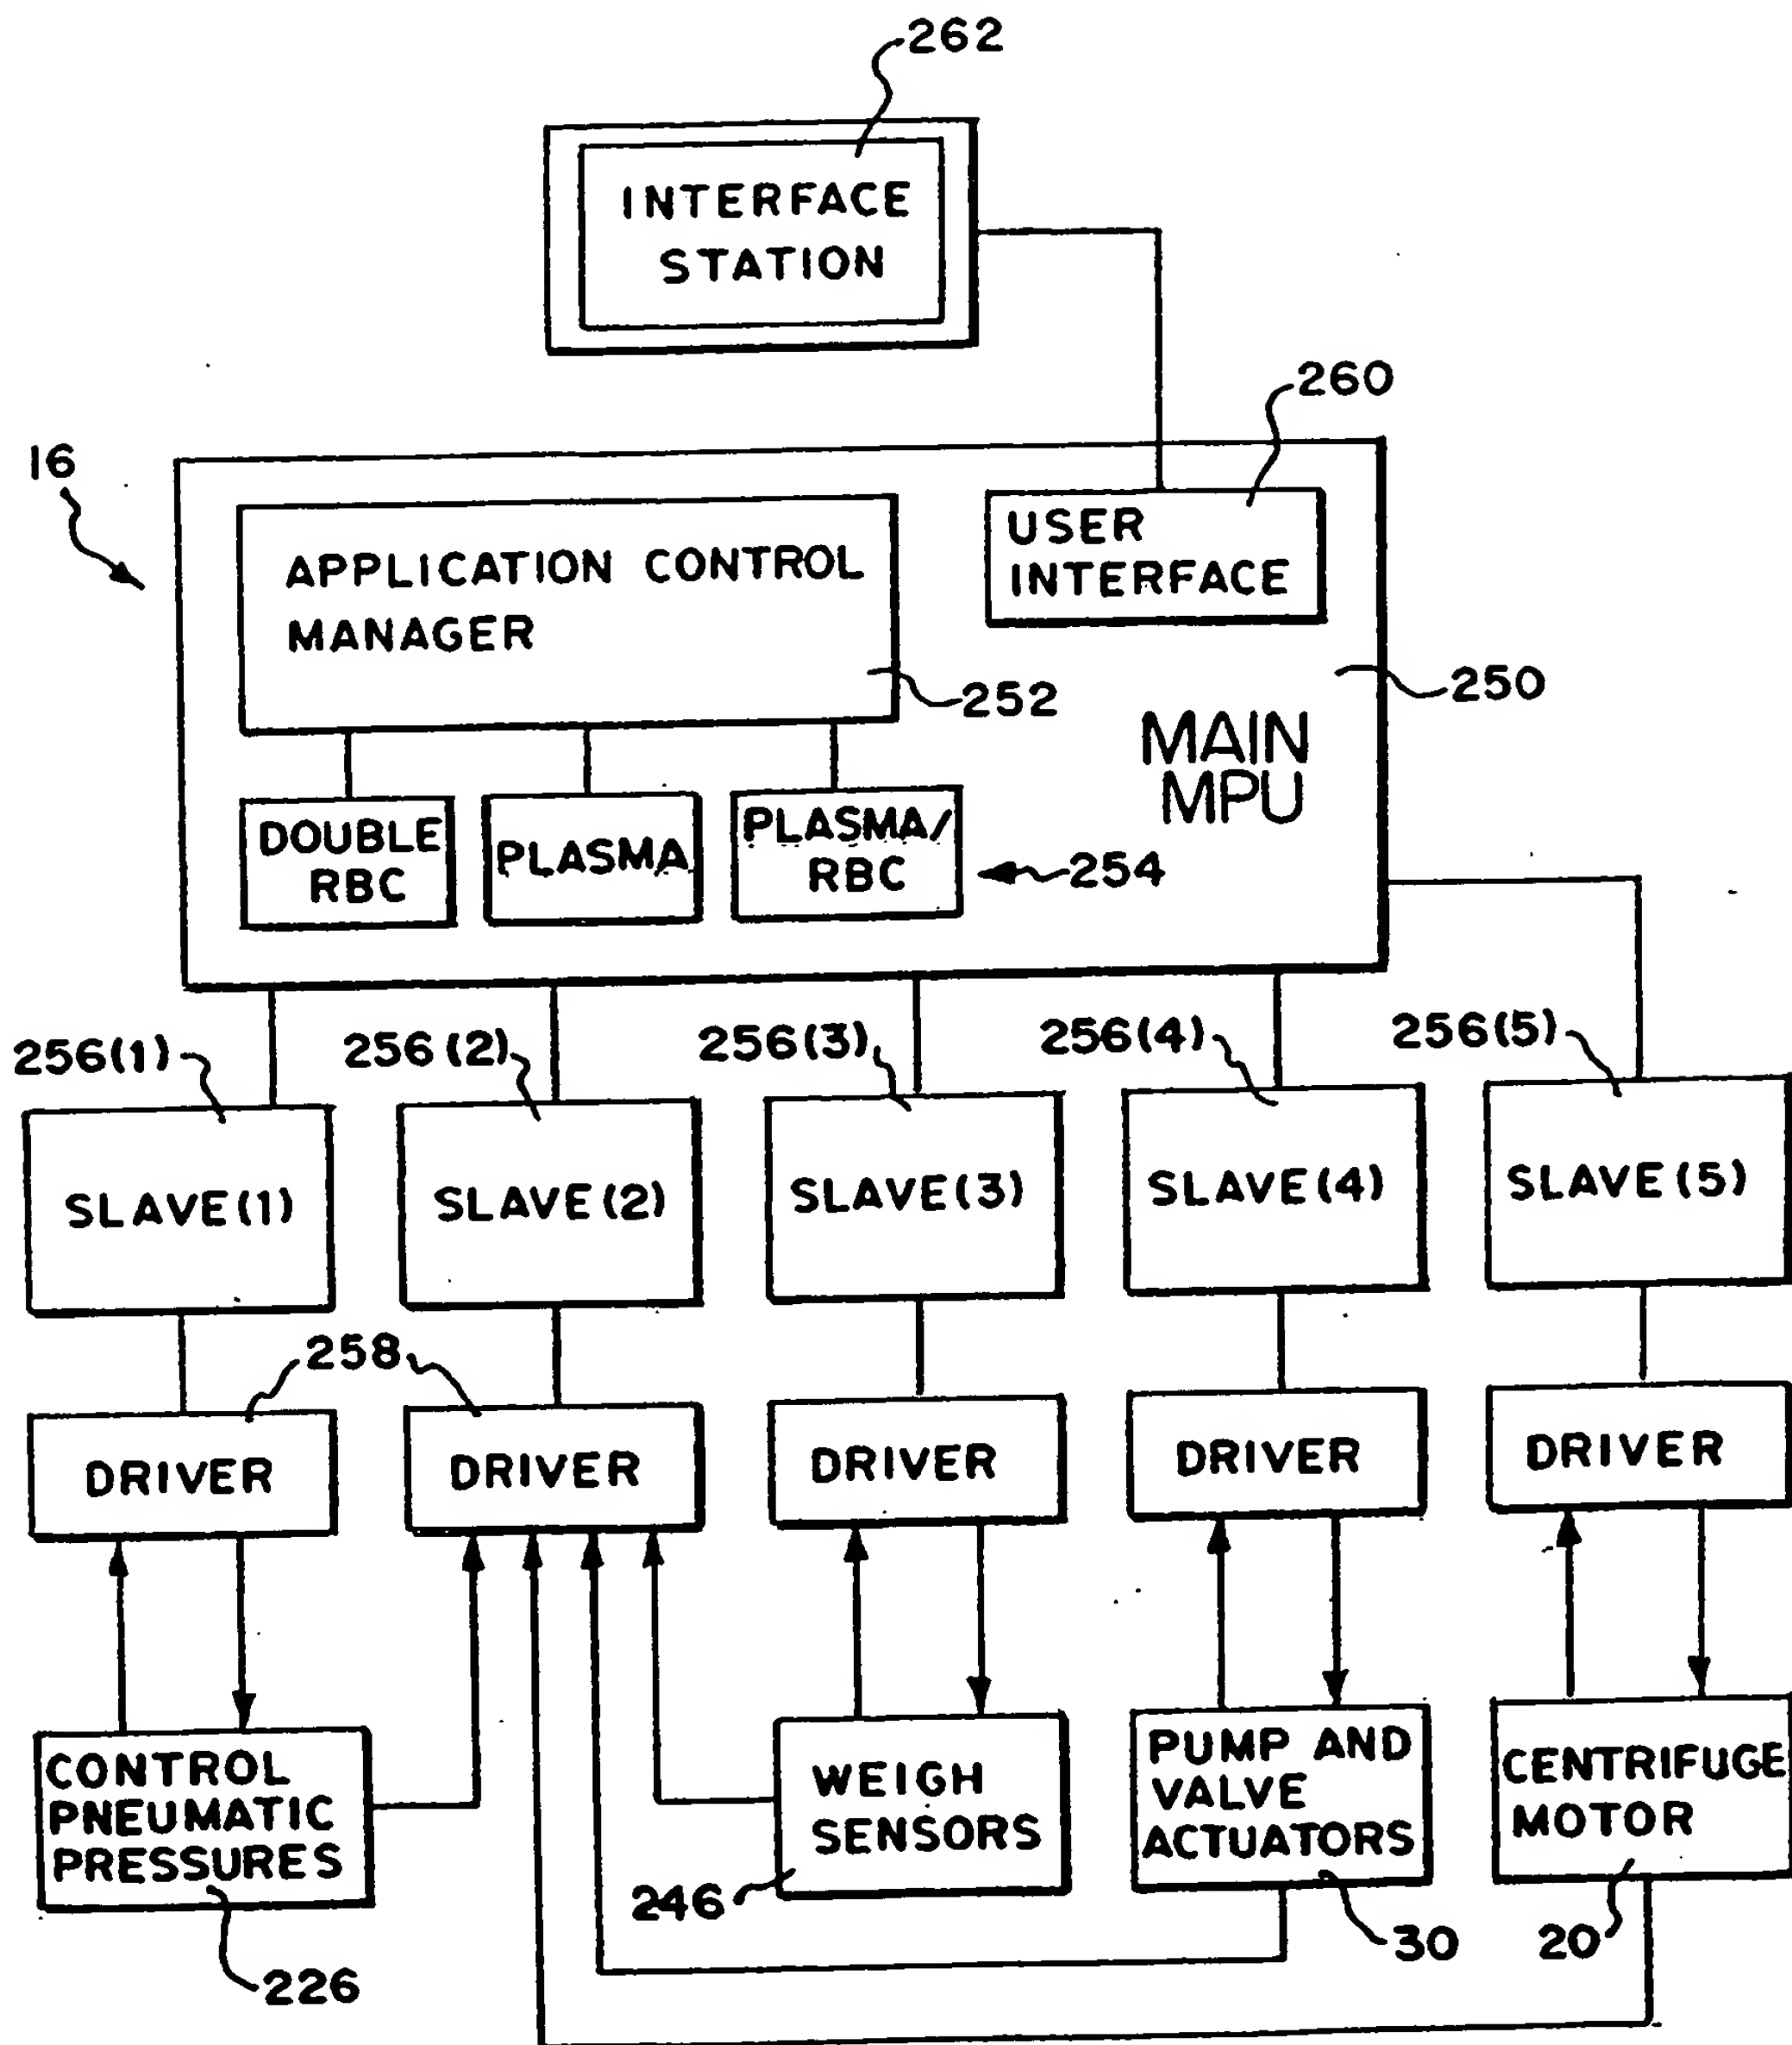 262
INTERFACE
STATION
260
16
USER
INTERFACE
APPLICATION CONTROL
MANAGER
252
250
MAIN
MPU
DOUBLE
RBC
PLASMA
PLASMA/
RBC
254
256(1)
256(2)
256(3)
256(4)
256(5)
SLAVE(1)
SLAVE(2)
SLAVE(3)
SLAVE(4)
SLAVE(5)
258
DRIVER
DRIVER
DRIVER
DRIVER
DRIVER
CONTROL
PNEUMATIC
PRESSURES
WEIGH
SENSORS
PUMP AND
VALVE
ACTUATORS
CENTRIFUGE
MOTOR
246
30
20
226